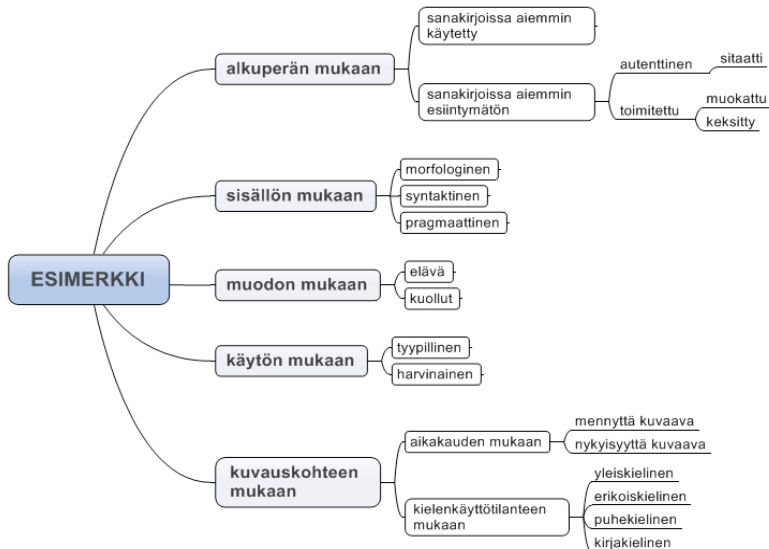 ESIMERKKI
alkuperän mukaan
sanakirjoissa aiemmin
käytetty
sanakirjoissa aiemmin
esiintymätön
autenttinen
sitaatti
toimitettu
muokattu
keksitty
sisällön mukaan
morfologinen
syntaktinen
pragmaattinen
muodon mukaan
elävä
kuollut
käytön mukaan
tyypillinen
harvinainen
kuvauskohteen
mukaan
aikakauden mukaan
mennyttä kuvaava
nykyisyyttä kuvaava
kielenkäyttötilanteen
mukaan
yleiskielinen
erikoiskielinen
puhekielinen
kirjakielinen